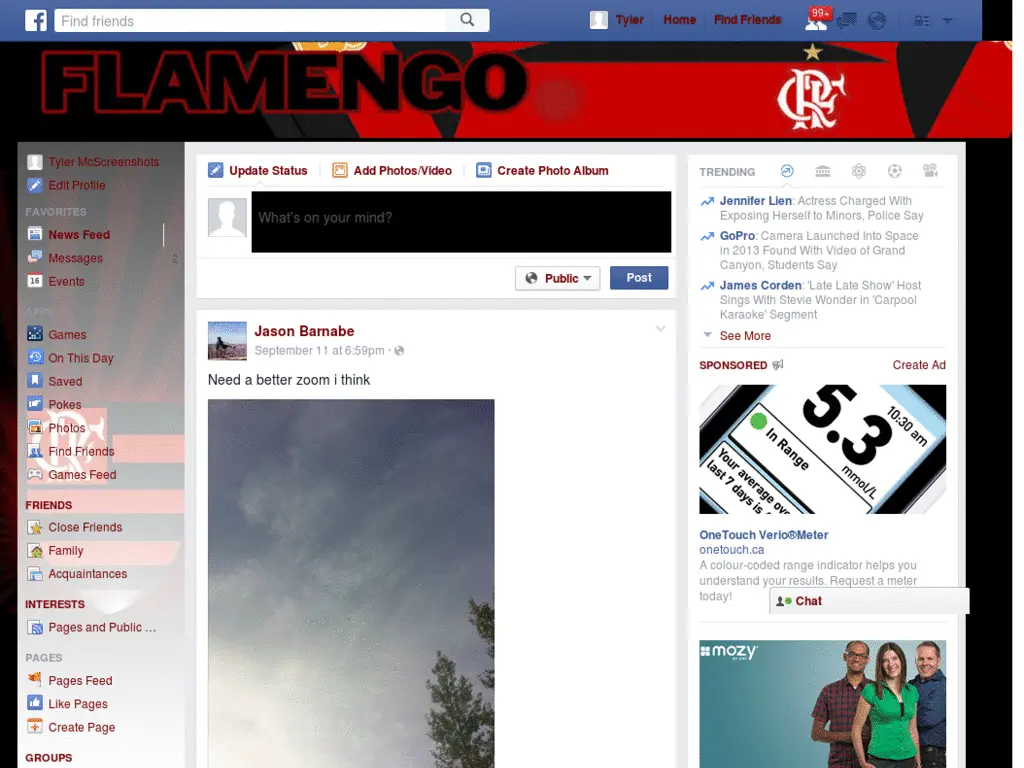 Find friends
Tyler
Home
Find Friends
99+
FLAMENGO
Tyler McScreenshots
Edit Profile
FAVORITES
News Feed
Messages 2
16 Events
APPS
Games
On This Day
Saved
Pokes
Photos
Find Friends
Games Feed
FRIENDS
Close Friends
Family
Acquaintances
INTERESTS
Pages and Public ...
PAGES
Pages Feed
Like Pages
Create Page
GROUPS
Update Status
Add Photos/Video
Create Photo Album
What's on your mind?
Public
Post
Jason Barnabe
September 11 at 6:59pm ·
Need a better zoom i think
TRENDING
Jennifer Lien: Actress Charged With
Exposing Herself to Minors, Police Say
GoPro: Camera Launched Into Space
in 2013 Found With Video of Grand
Canyon, Students Say
James Corden: 'Late Late Show' Host
Sings With Stevie Wonder in 'Carpool
Karaoke' Segment
See More
SPONSORED
Create Ad
5.3
10:30 am
mmol/L
In Range
Your average
last 7 days is
OneTouch Verio®Meter
onetouch.ca
A colour-coded range indicator helps you
understand your results. Request a meter
today!
Chat
mozy